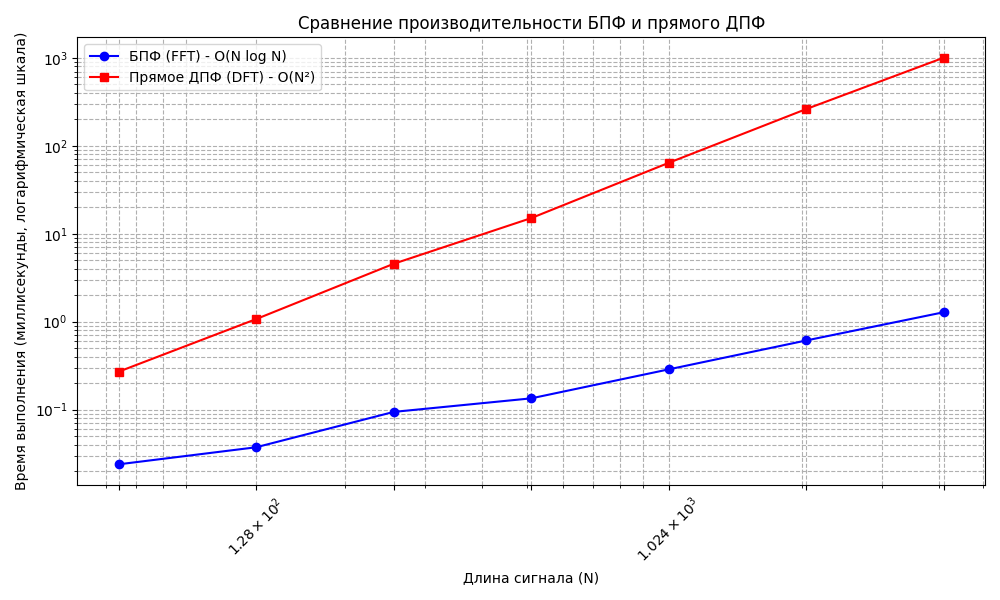 Сравнение производительности БПФ и прямого ДПФ
БПФ (FFT) - O(N log N)
Прямое ДПФ (DFT) - O(N²)
Время выполнения (миллисекунды, логарифмическая шкала)
10³
10²
10¹
10⁰
10⁻¹
1.28 × 10²
1.024 × 10³
Длина сигнала (N)